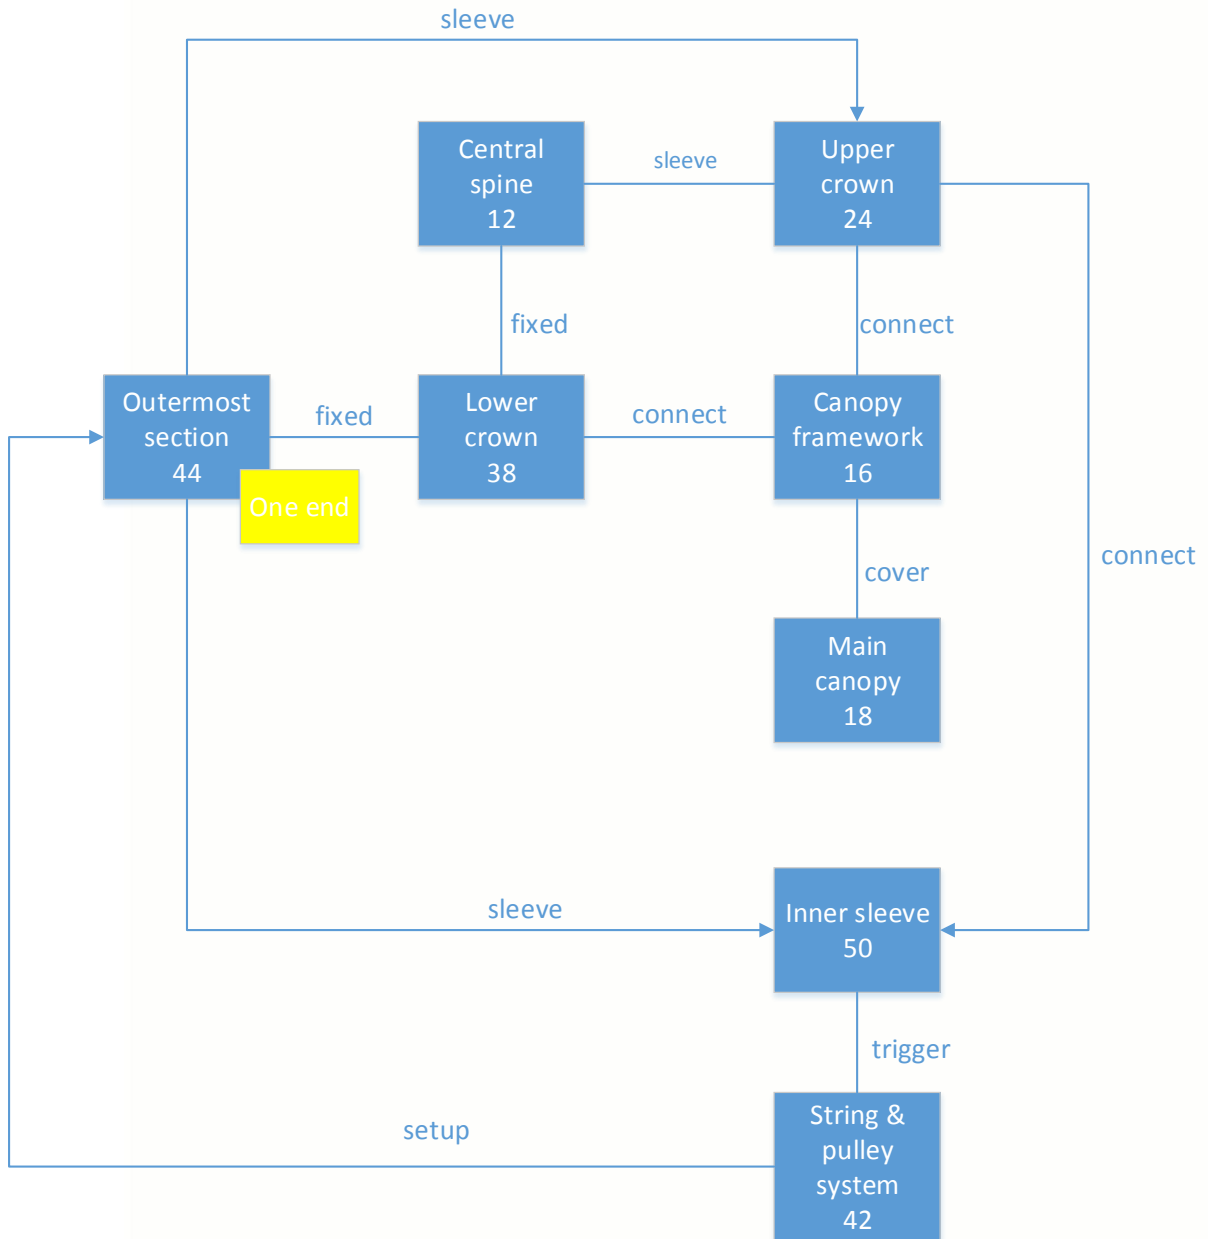 sleeve
Central
spine
12
sleeve
Upper
crown
24
fixed
connect
Outermost
section
44
fixed
Lower
crown
38
connect
Canopy
framework
16
One end
connect
cover
Main
canopy
18
sleeve
Inner sleeve
50
trigger
setup
String &
pulley
system
42